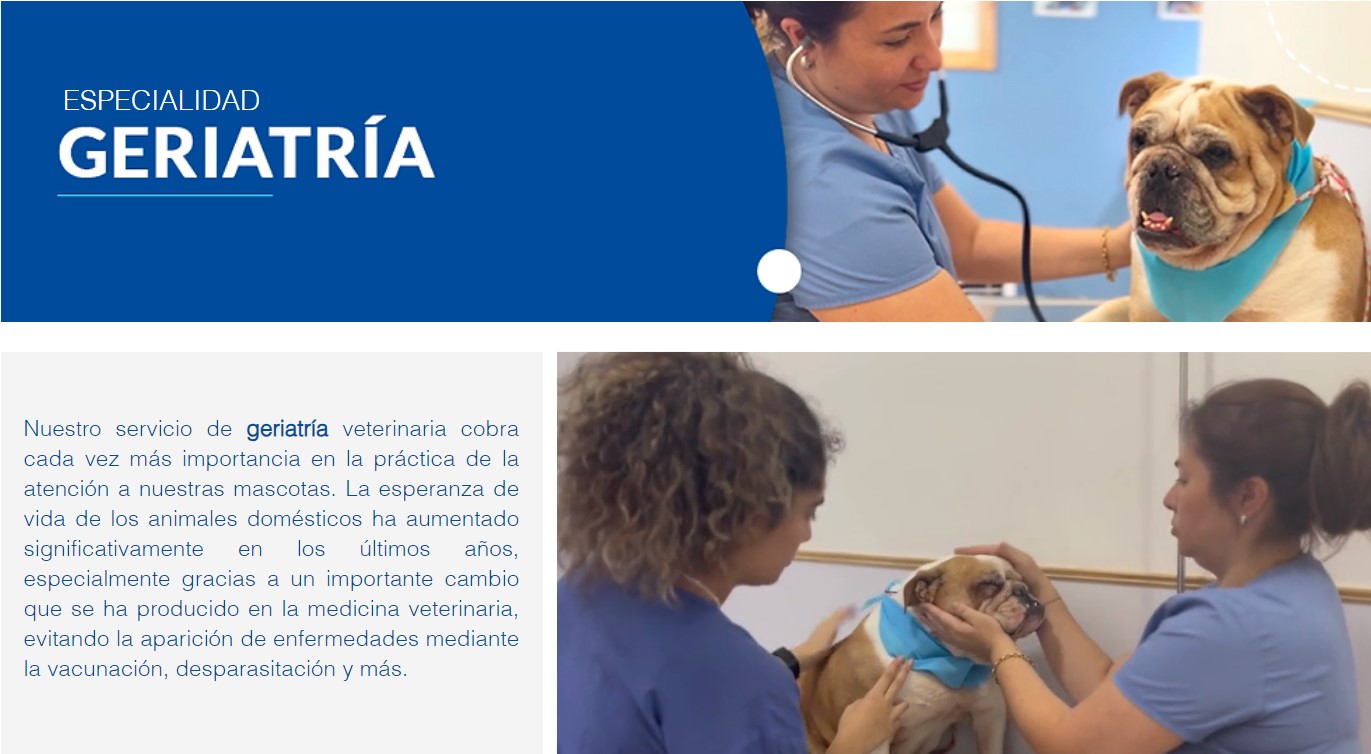 ESPECIALIDAD
GERIATRÍA
Nuestro servicio de geriatría veterinaria cobra
cada vez más importancia en la práctica de la
atención a nuestras mascotas. La esperanza de
vida de los animales domésticos ha aumentado
significativamente en los últimos años,
especialmente gracias a un importante cambio
que se ha producido en la medicina veterinaria,
evitando la aparición de enfermedades mediante
la vacunación, desparasitación y más.